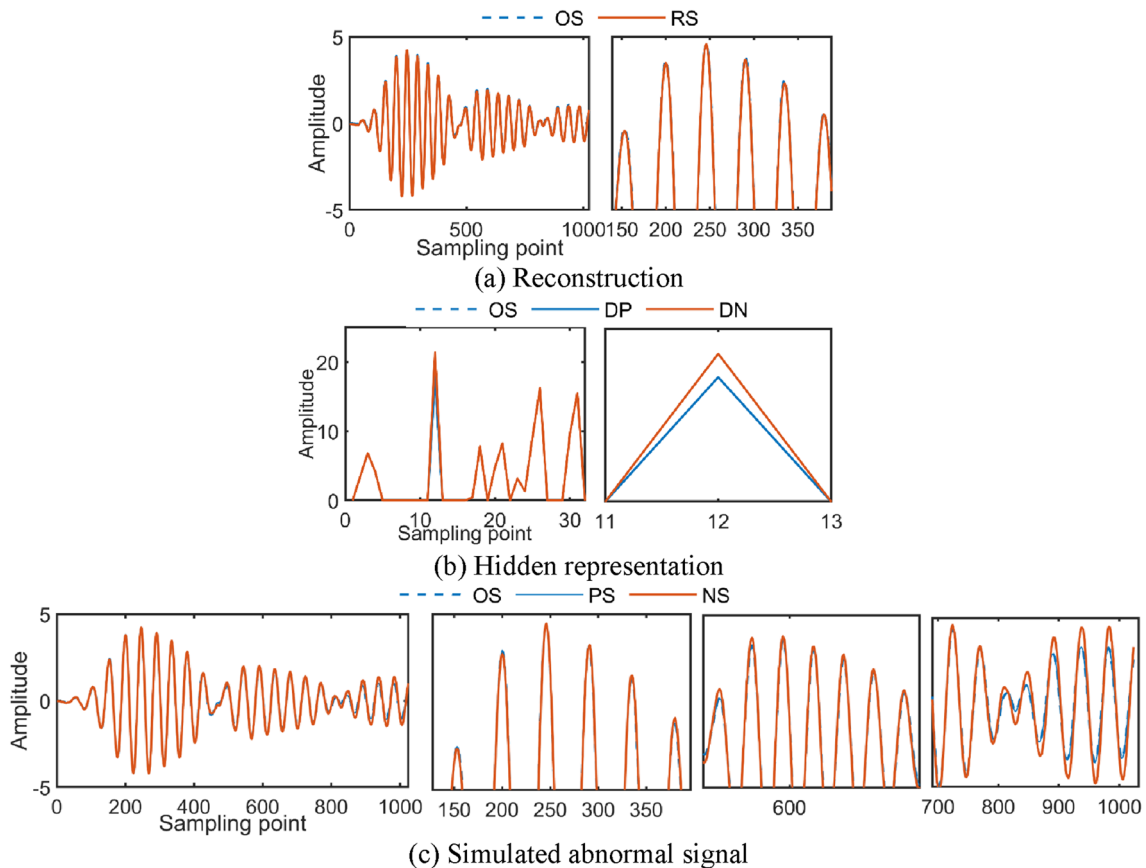 OS RS
5
0
-5
Amplitude
0 500 1000
150 200 250 300 350
Sampling point
(a) Reconstruction
OS DP DN
20
10
0
Amplitude
0 10 20 30
11 12 13
Sampling point
(b) Hidden representation
OS PS NS
5
0
-5
Amplitude
0 200 400 600 800 1000
150 200 250 300 350
600
700 800 900 1000
Sampling point
(c) Simulated abnormal signal